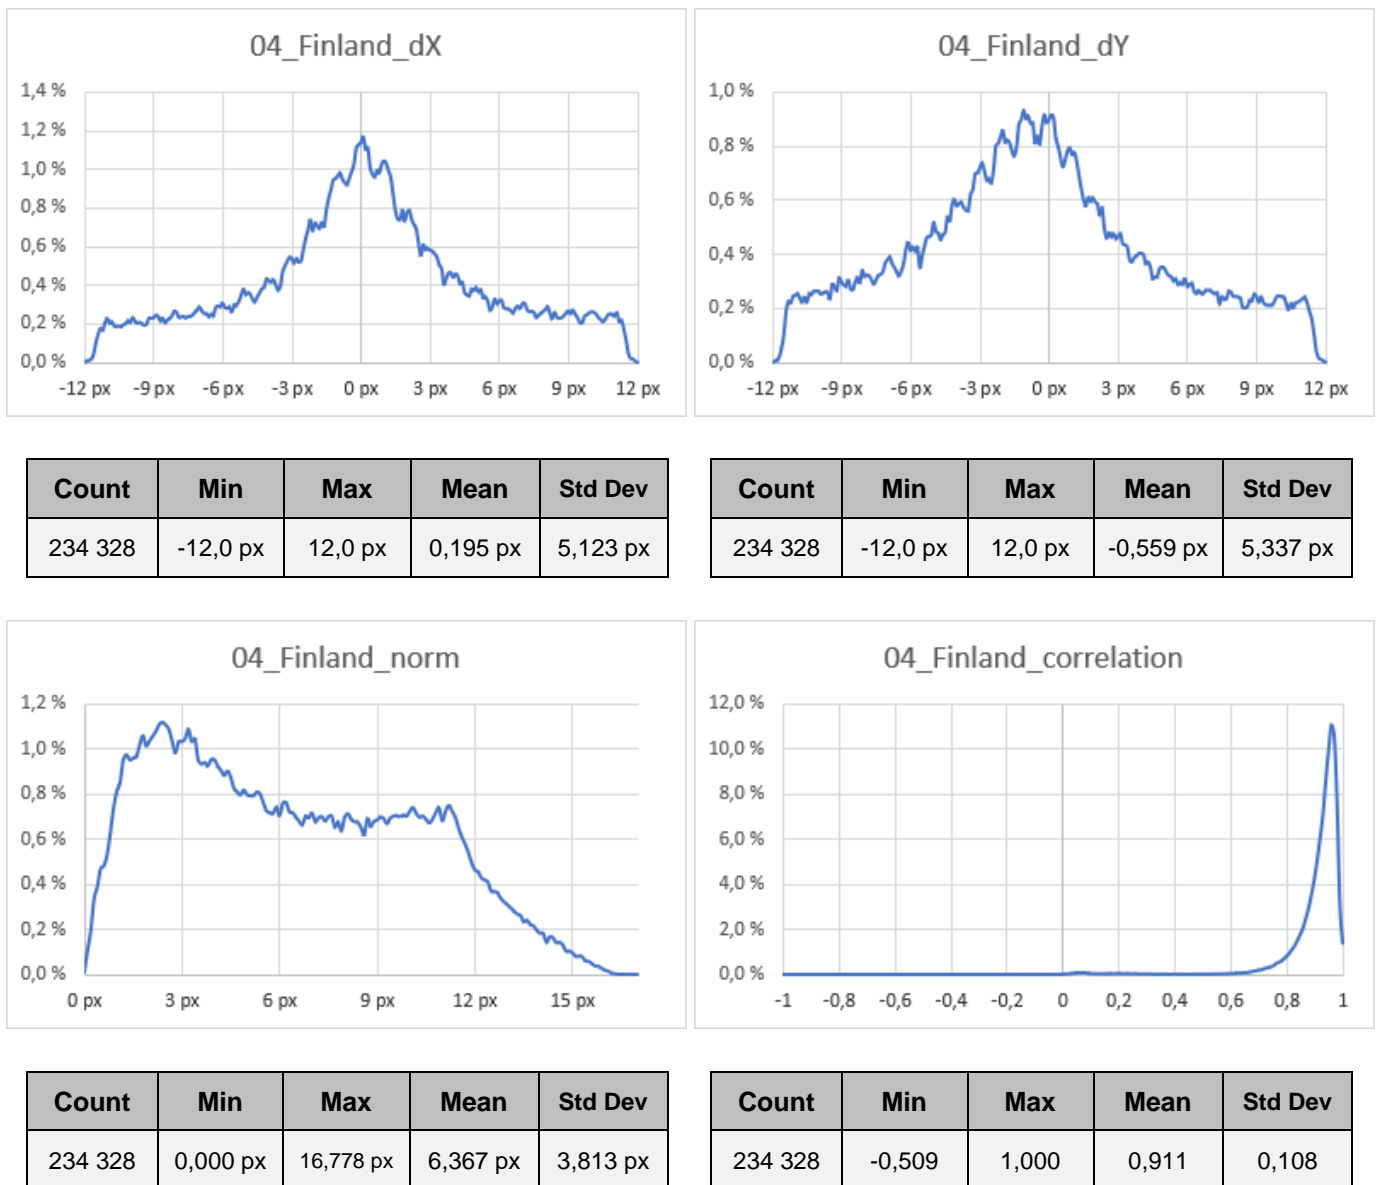 04_Finland_dX
1,4 %
1,2 %
1,0 %
0,8 %
0,6 %
0,4 %
0,2 %
0,0 %
-12 px -9 px -6 px -3 px 0 px 3 px 6 px 9 px 12 px
04_Finland_dY
1,0 %
0,8 %
0,6 %
0,4 %
0,2 %
0,0 %
-12 px -9 px -6 px -3 px 0 px 3 px 6 px 9 px 12 px
Count Min Max Mean Std Dev
234 328 -12,0 px 12,0 px 0,195 px 5,123 px
Count Min Max Mean Std Dev
234 328 -12,0 px 12,0 px -0,559 px 5,337 px
04_Finland_norm
1,2 %
1,0 %
0,8 %
0,6 %
0,4 %
0,2 %
0,0 %
0 px 3 px 6 px 9 px 12 px 15 px
04_Finland_correlation
12,0 %
10,0 %
8,0 %
6,0 %
4,0 %
2,0 %
0,0 %
-1 -0,8 -0,6 -0,4 -0,2 0 0,2 0,4 0,6 0,8 1
Count Min Max Mean Std Dev
234 328 0,000 px 16,778 px 6,367 px 3,813 px
Count Min Max Mean Std Dev
234 328 -0,509 1,000 0,911 0,108